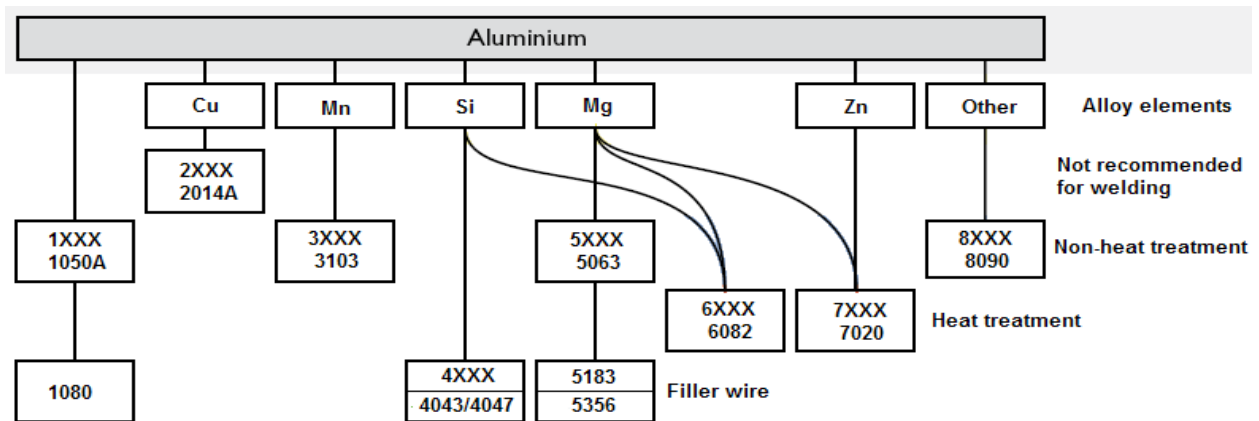 Aluminium
Cu
Mn
Si
Mg
Zn
Other
Alloy elements
2XXX
2014A
Not recommended
for welding
1XXX
1050A
3XXX
3103
5XXX
5063
8XXX
8090
Non-heat treatment
6XXX
6082
7XXX
7020
Heat treatment
1080
4XXX
4043/4047
5183
5356
Filler wire